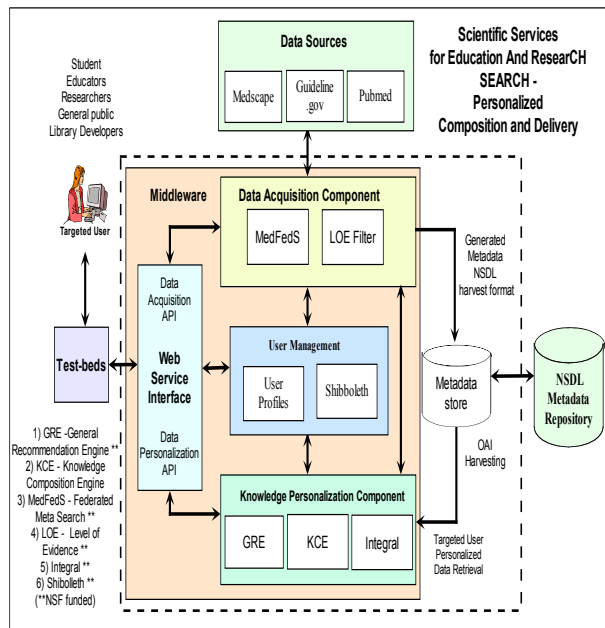 Scientific Services
for Education And ResearCH
SEARCH -
Personalized
Composition and Delivery
Data Sources
Medscape
Guideline
.gov
Pubmed
Student
Educators
Researchers
General public
Library Developers
Targeted User
Middleware
Data Acquisition Component
MedFedS
LOE Filter
Generated
Metadata
NSDL
harvest format
Data
Acquisition
API
Web
Service
Interface
Data
Personalization
API
Test-beds
User Management
User
Profiles
Shibboleth
Metadata
store
NSDL
Metadata
Repository
OAI
Harvesting
Knowledge Personalization Component
GRE
KCE
Integral
Targeted User
Personalized
Data Retrieval
1) GRE -General
Recommendation Engine **
2) KCE - Knowledge
Composition Engine
3) MedFedS - Federated
Meta Search **
4) LOE - Level of
Evidence **
5) Integral **
6) Shibolleth **
(**NSF funded)